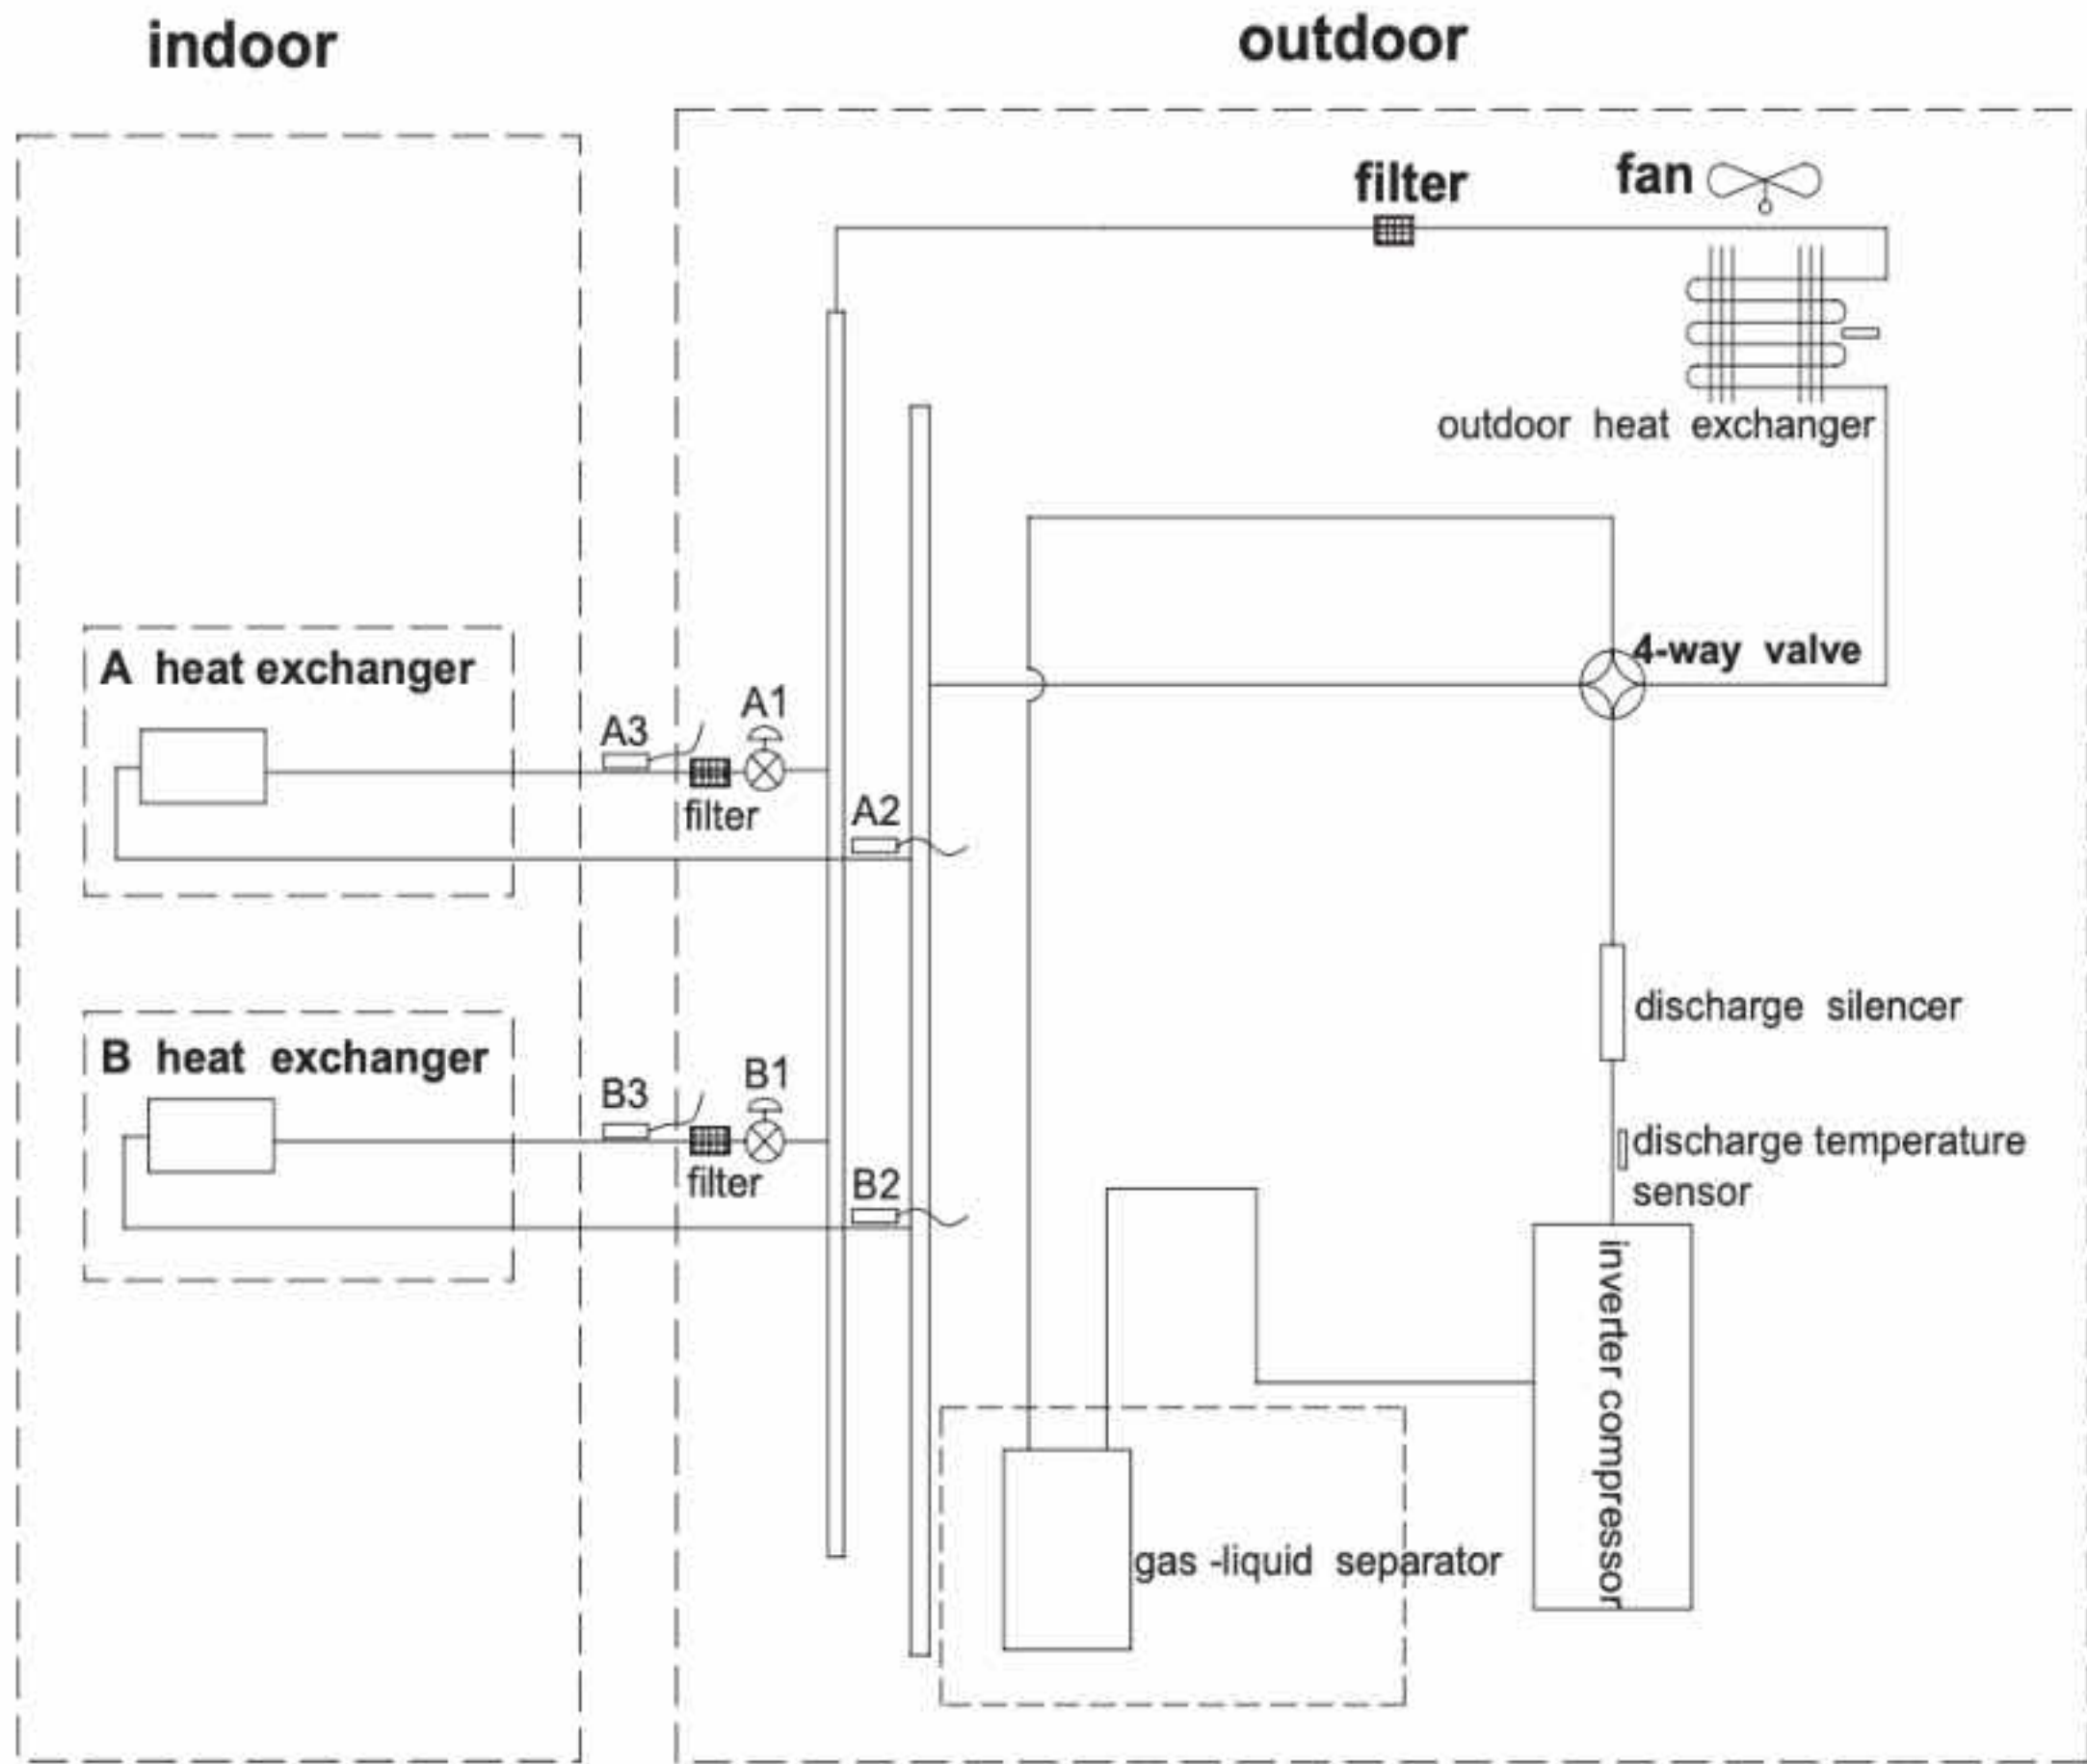 indoor
outdoor
filter
fan
outdoor heat exchanger
4-way valve
A heat exchanger
A1
A3
filter
A2
discharge silencer
B heat exchanger
B1
B3
filter
B2
discharge temperature
sensor
inverter compressor
gas -liquid separator